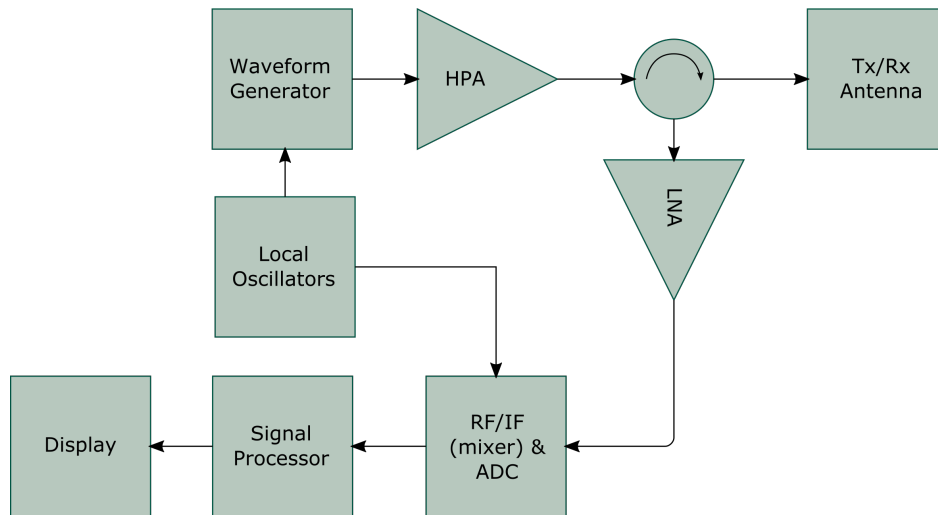 Waveform
Generator
HPA
Tx/Rx
Antenna
LNA
Local
Oscillators
Display
Signal
Processor
RF/IF
(mixer) &
ADC